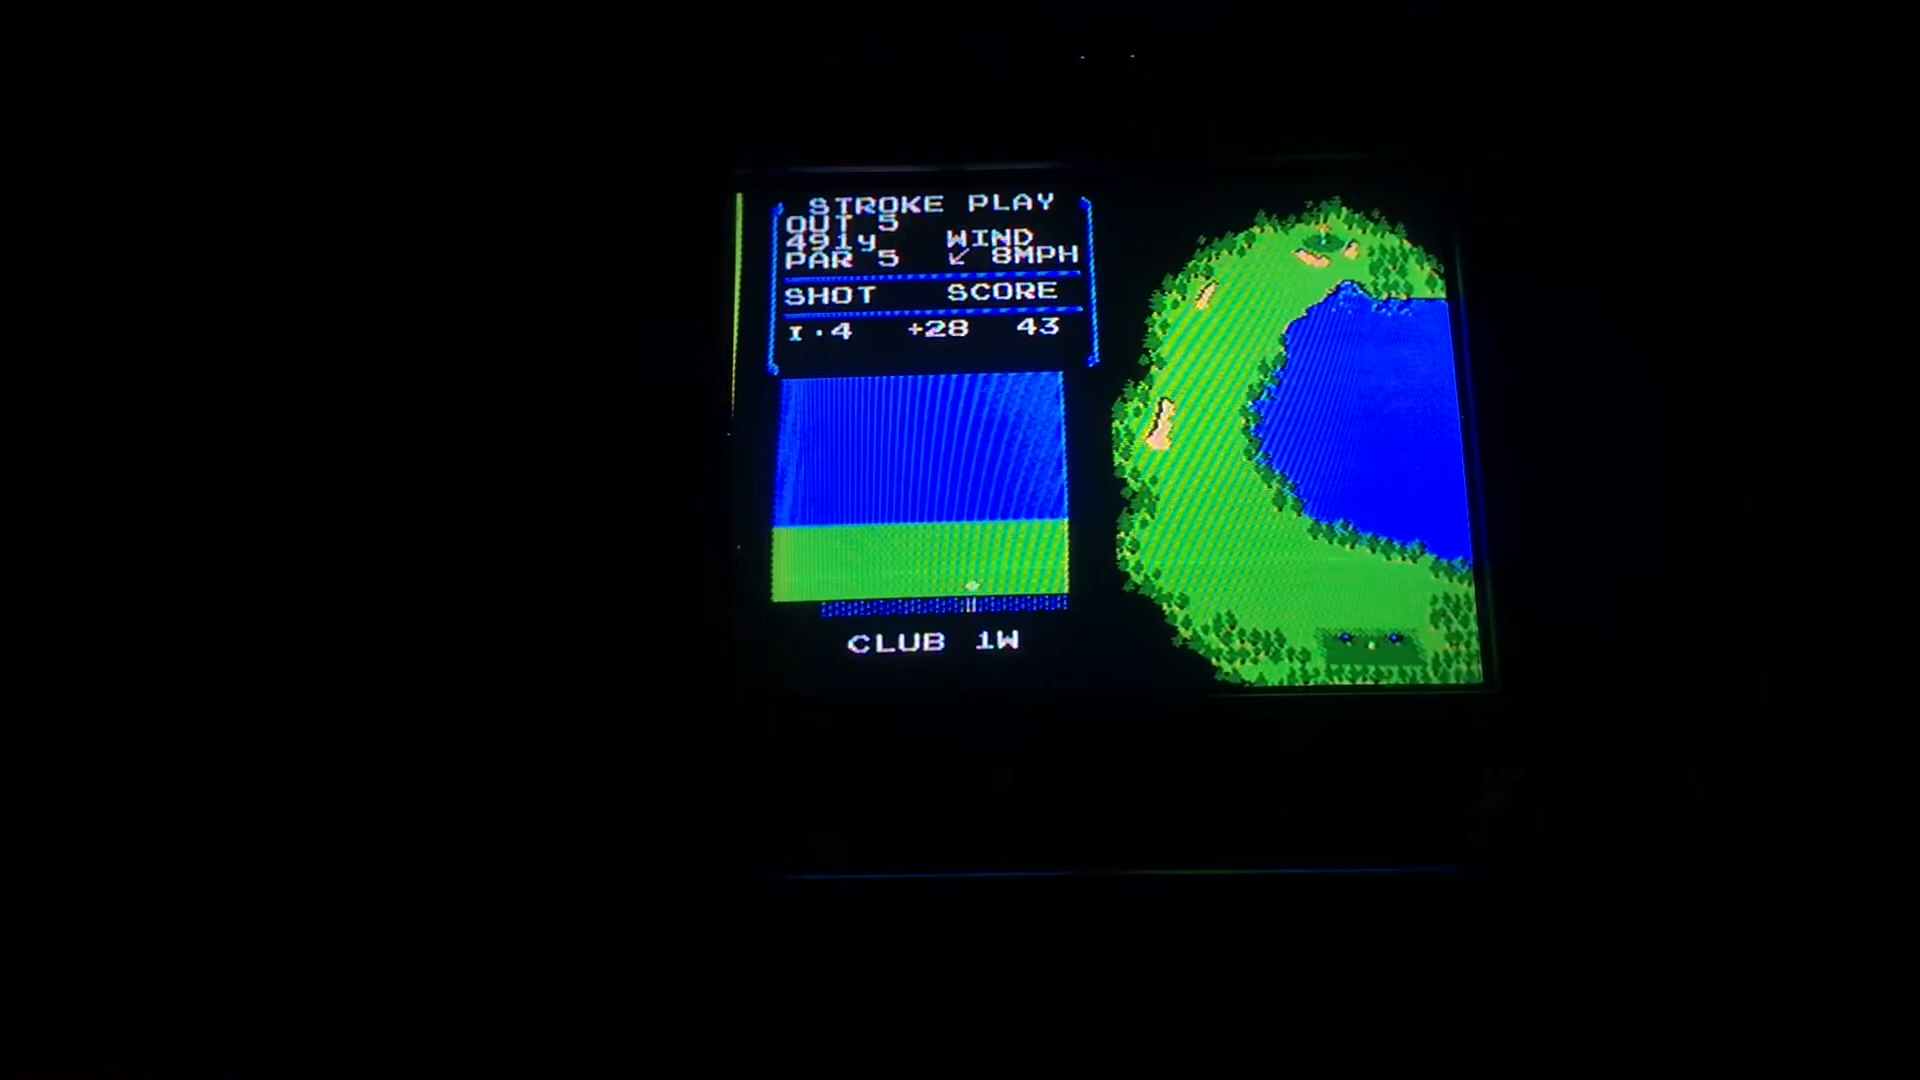 STROKE PLAY
OUT 5
491y WIND
PAR 5 ↙ 8MPH
SHOT SCORE
I·4 +28 43
CLUB 1W